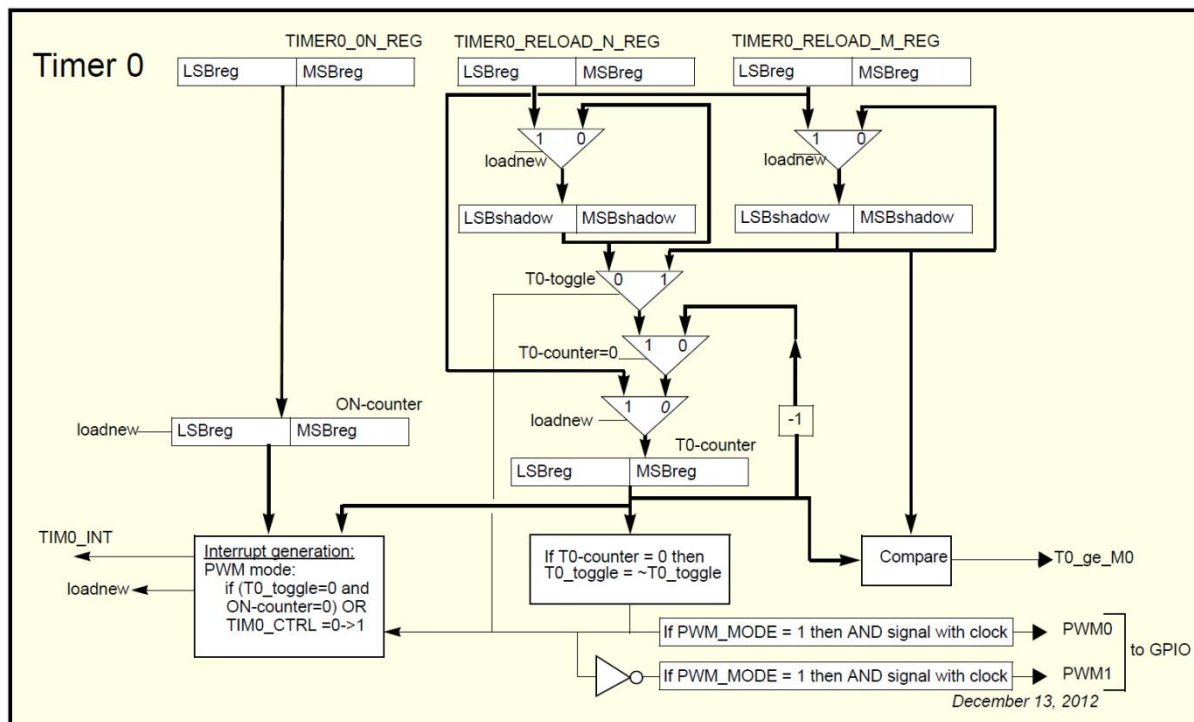 Timer 0
TIMER0_0N_REG
TIMER0_RELOAD_N_REG
TIMER0_RELOAD_M_REG
LSBreg MSBreg
LSBreg MSBreg
LSBreg MSBreg
1 0
loadnew
1 0
loadnew
LSBshadow MSBshadow
LSBshadow MSBshadow
T0-toggle
0 1
T0-counter=0
1 0
loadnew
1 0
-1
ON-counter
loadnew
LSBreg MSBreg
T0-counter
LSBreg MSBreg
TIM0_INT
loadnew
Interrupt generation:
PWM mode:
if (T0_toggle=0 and
ON-counter=0) OR
TIM0_CTRL =0->1
If T0-counter = 0 then
T0_toggle = ~T0_toggle
Compare
T0_ge_M0
If PWM_MODE = 1 then AND signal with clock
PWM0
If PWM_MODE = 1 then AND signal with clock
PWM1
to GPIO
December 13, 2012